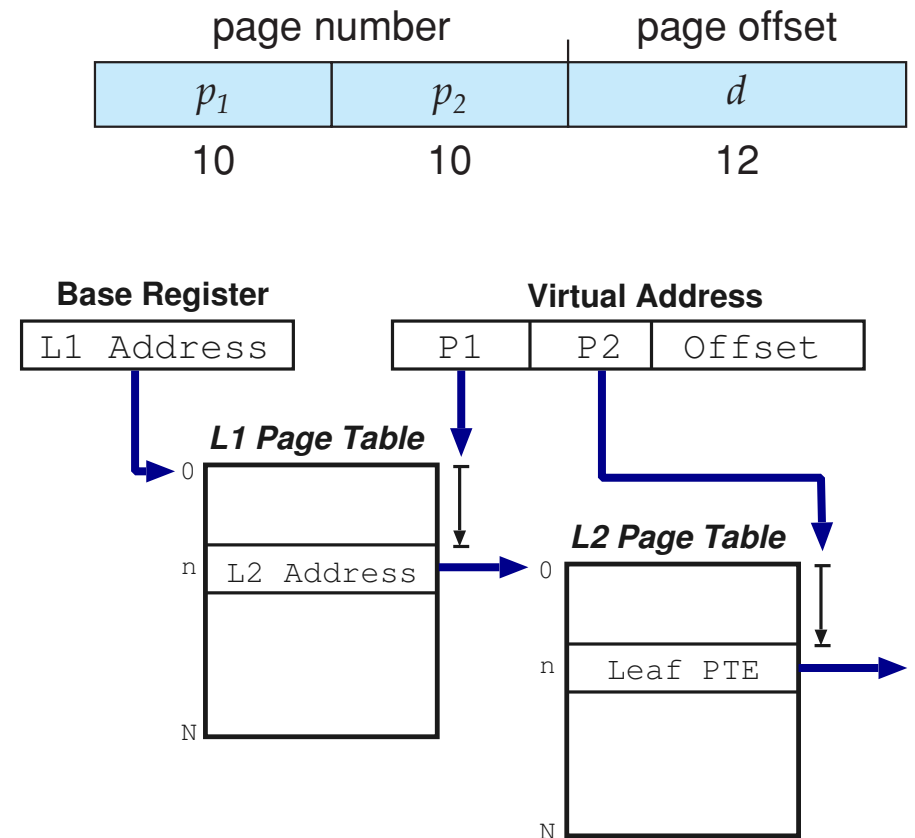 page number page offset
p1 p2 d
10 10 12
Base Register Virtual Address
L1 Address P1 P2 Offset
L1 Page Table
0
n L2 Address
N
L2 Page Table
0
n Leaf PTE
N